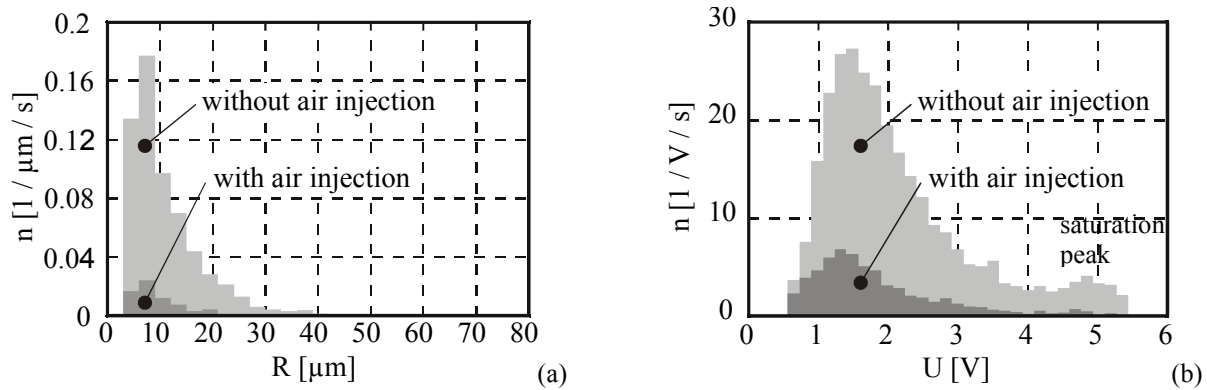 0.2
0.16
0.12
0.08
0.04
0
n [1 / µm / s]
without air injection
with air injection
0 10 20 30 40 50 60 70 80
R [µm]
(a)
30
20
10
0
n [1 / V / s]
without air injection
with air injection
saturation
peak
0 1 2 3 4 5 6
U [V]
(b)